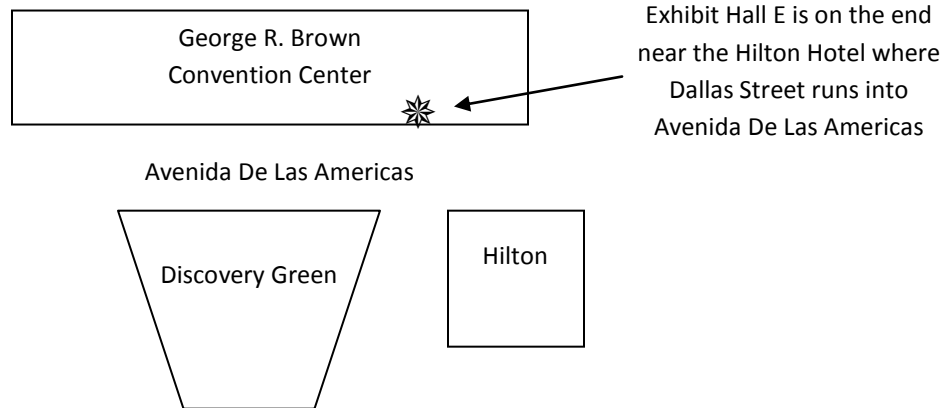 George R. Brown
Convention Center
Exhibit Hall E is on the end
near the Hilton Hotel where
Dallas Street runs into
Avenida De Las Americas
Avenida De Las Americas
Discovery Green
Hilton